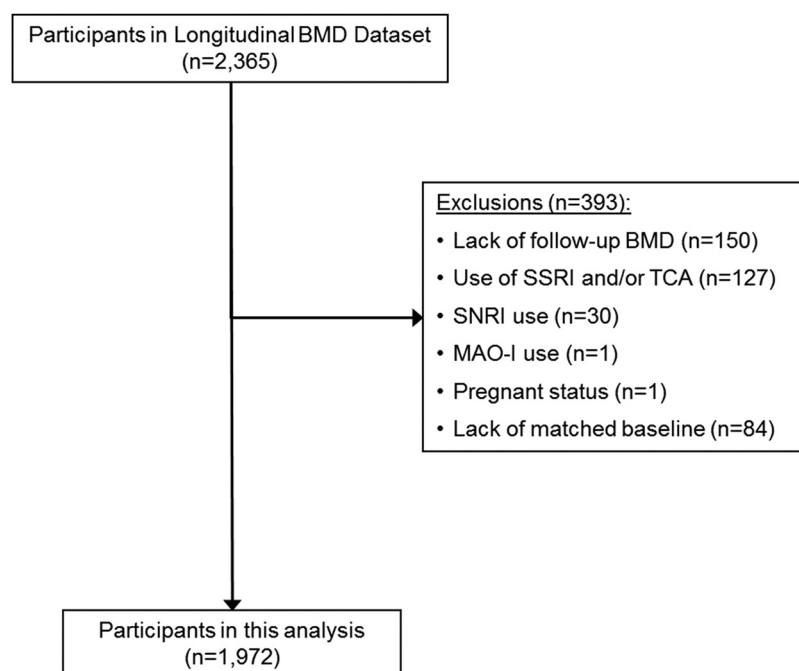 Participants in Longitudinal BMD Dataset
(n=2,365)
Exclusions (n=393):
• Lack of follow-up BMD (n=150)
• Use of SSRI and/or TCA (n=127)
• SNRI use (n=30)
• MAO-I use (n=1)
• Pregnant status (n=1)
• Lack of matched baseline (n=84)
Participants in this analysis
(n=1,972)